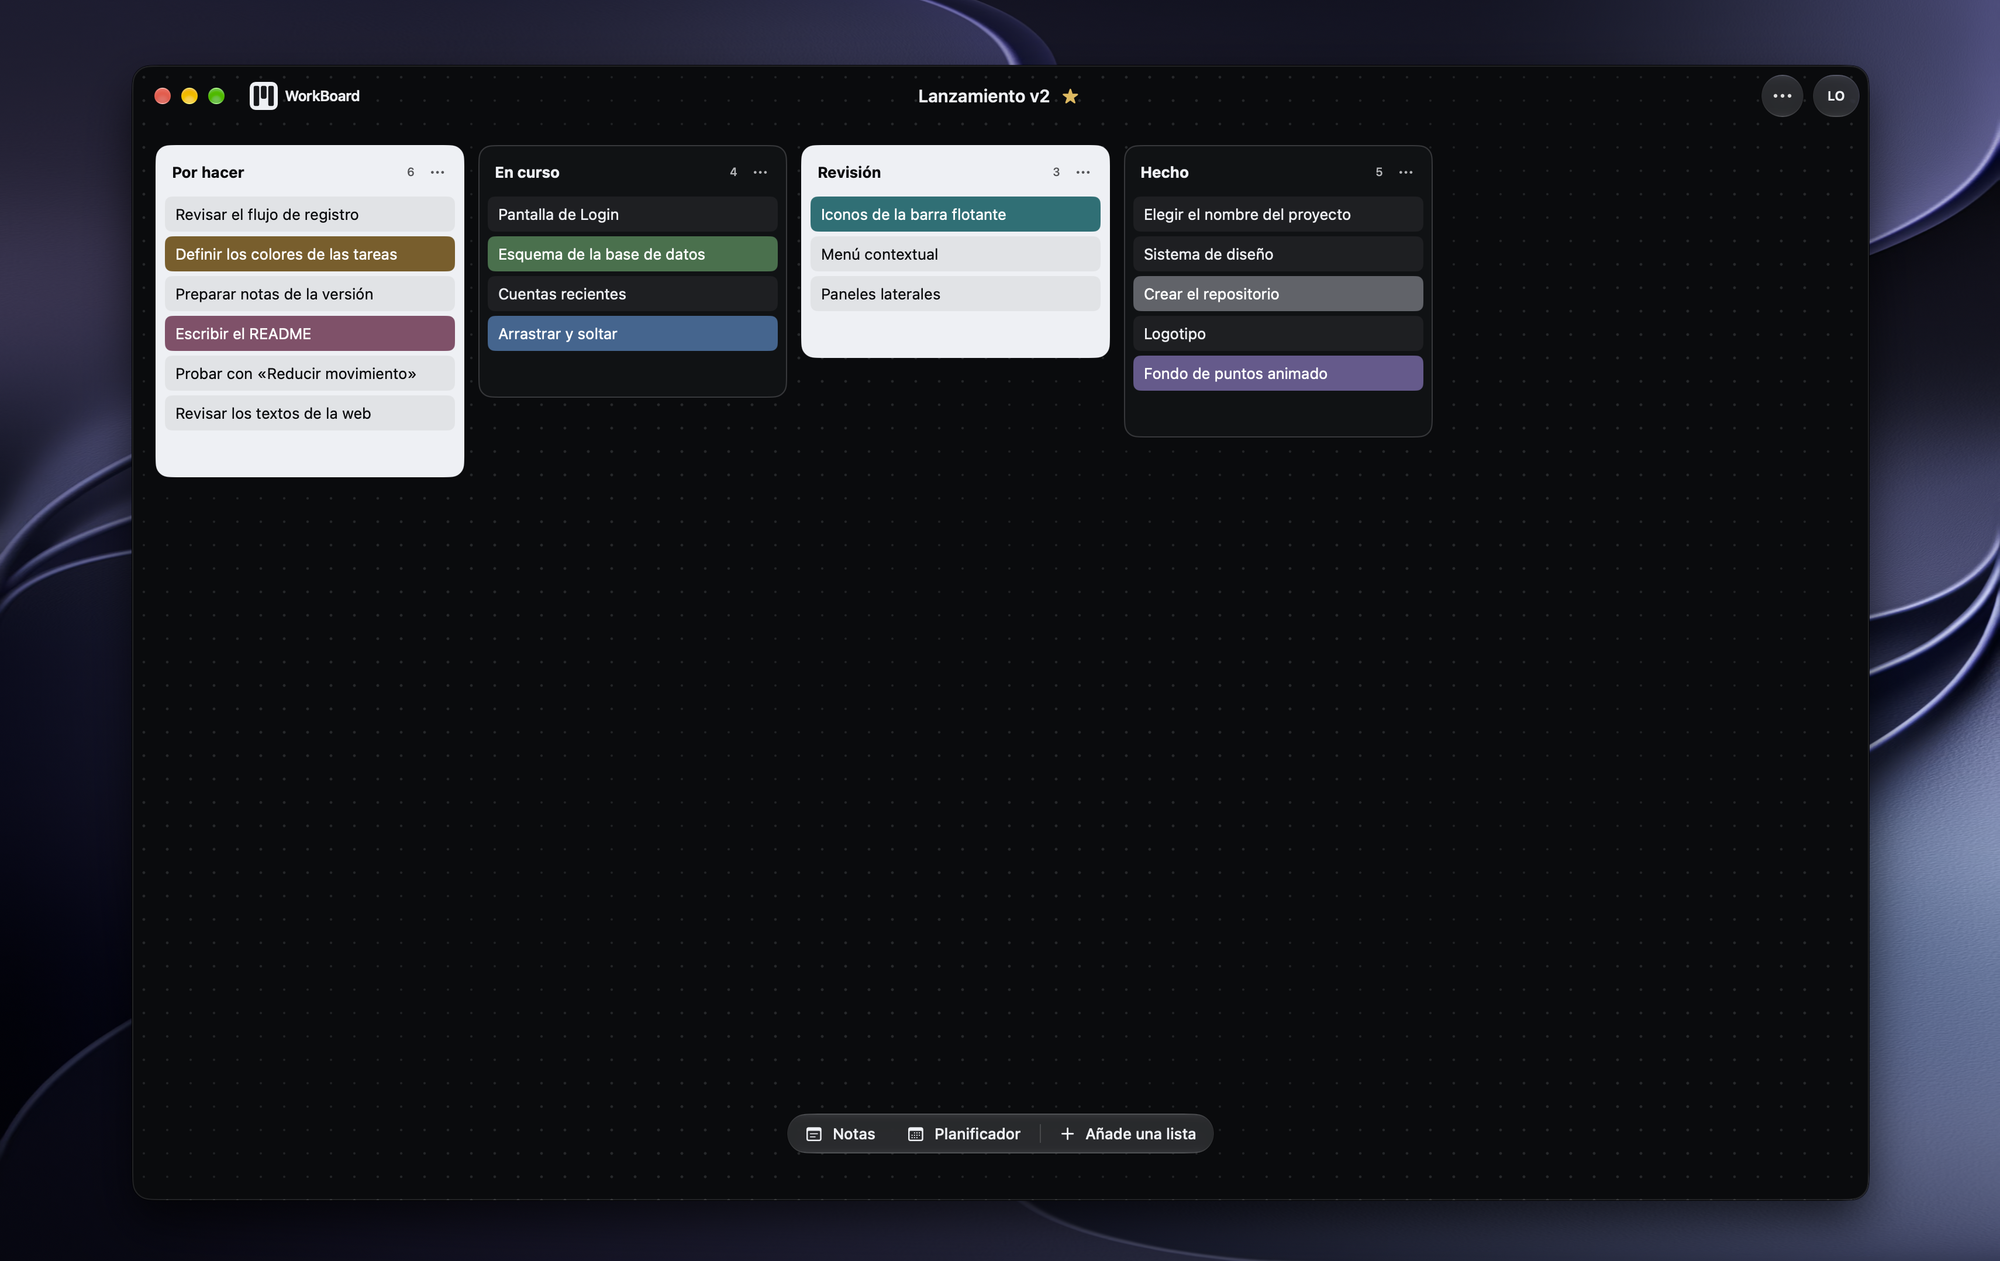 WorkBoard
Lanzamiento v2
LO
Por hacer 6
Revisar el flujo de registro
Definir los colores de las tareas
Preparar notas de la versión
Escribir el README
Probar con «Reducir movimiento»
Revisar los textos de la web
En curso 4
Pantalla de Login
Esquema de la base de datos
Cuentas recientes
Arrastrar y soltar
Revisión 3
Iconos de la barra flotante
Menú contextual
Paneles laterales
Hecho 5
Elegir el nombre del proyecto
Sistema de diseño
Crear el repositorio
Logotipo
Fondo de puntos animado
Notas
Planificador
Añade una lista